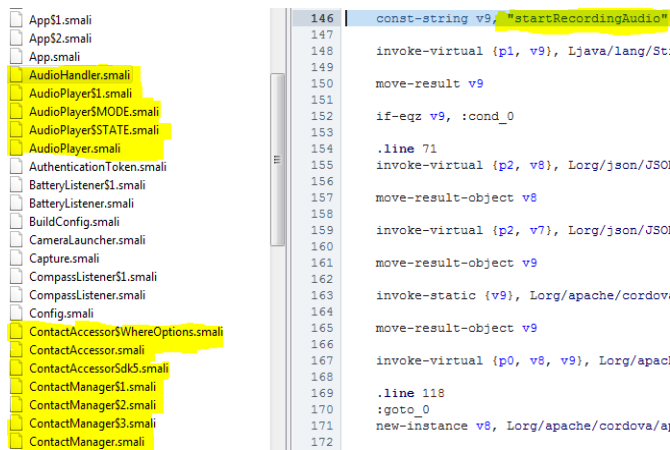 App$1.smali
App$2.smali
App.smali
AudioHandler.smali
AudioPlayer$1.smali
AudioPlayer$MODE.smali
AudioPlayer$STATE.smali
AudioPlayer.smali
AuthenticationToken.smali
BatteryListener$1.smali
BatteryListener.smali
BuildConfig.smali
CameraLauncher.smali
Capture.smali
CompassListener$1.smali
CompassListener.smali
Config.smali
ContactAccessor$WhereOptions.smali
ContactAccessor.smali
ContactAccessorSdk5.smali
ContactManager$1.smali
ContactManager$2.smali
ContactManager$3.smali
ContactManager.smali
146 const-string v9, "startRecordingAudio"
147
148 invoke-virtual {p1, v9}, Ljava/lang/St
149
150 move-result v9
151
152 if-eqz v9, :cond_0
153
154 .line 71
155 invoke-virtual {p2, v8}, Lorg/json/JSO
156
157 move-result-object v8
158
159 invoke-virtual {p2, v7}, Lorg/json/JSO
160
161 move-result-object v9
162
163 invoke-static {v9}, Lorg/apache/cordova
164
165 move-result-object v9
166
167 invoke-virtual {p0, v8, v9}, Lorg/apac
168
169 .line 118
170 :goto_0
171 new-instance v8, Lorg/apache/cordova/a
172